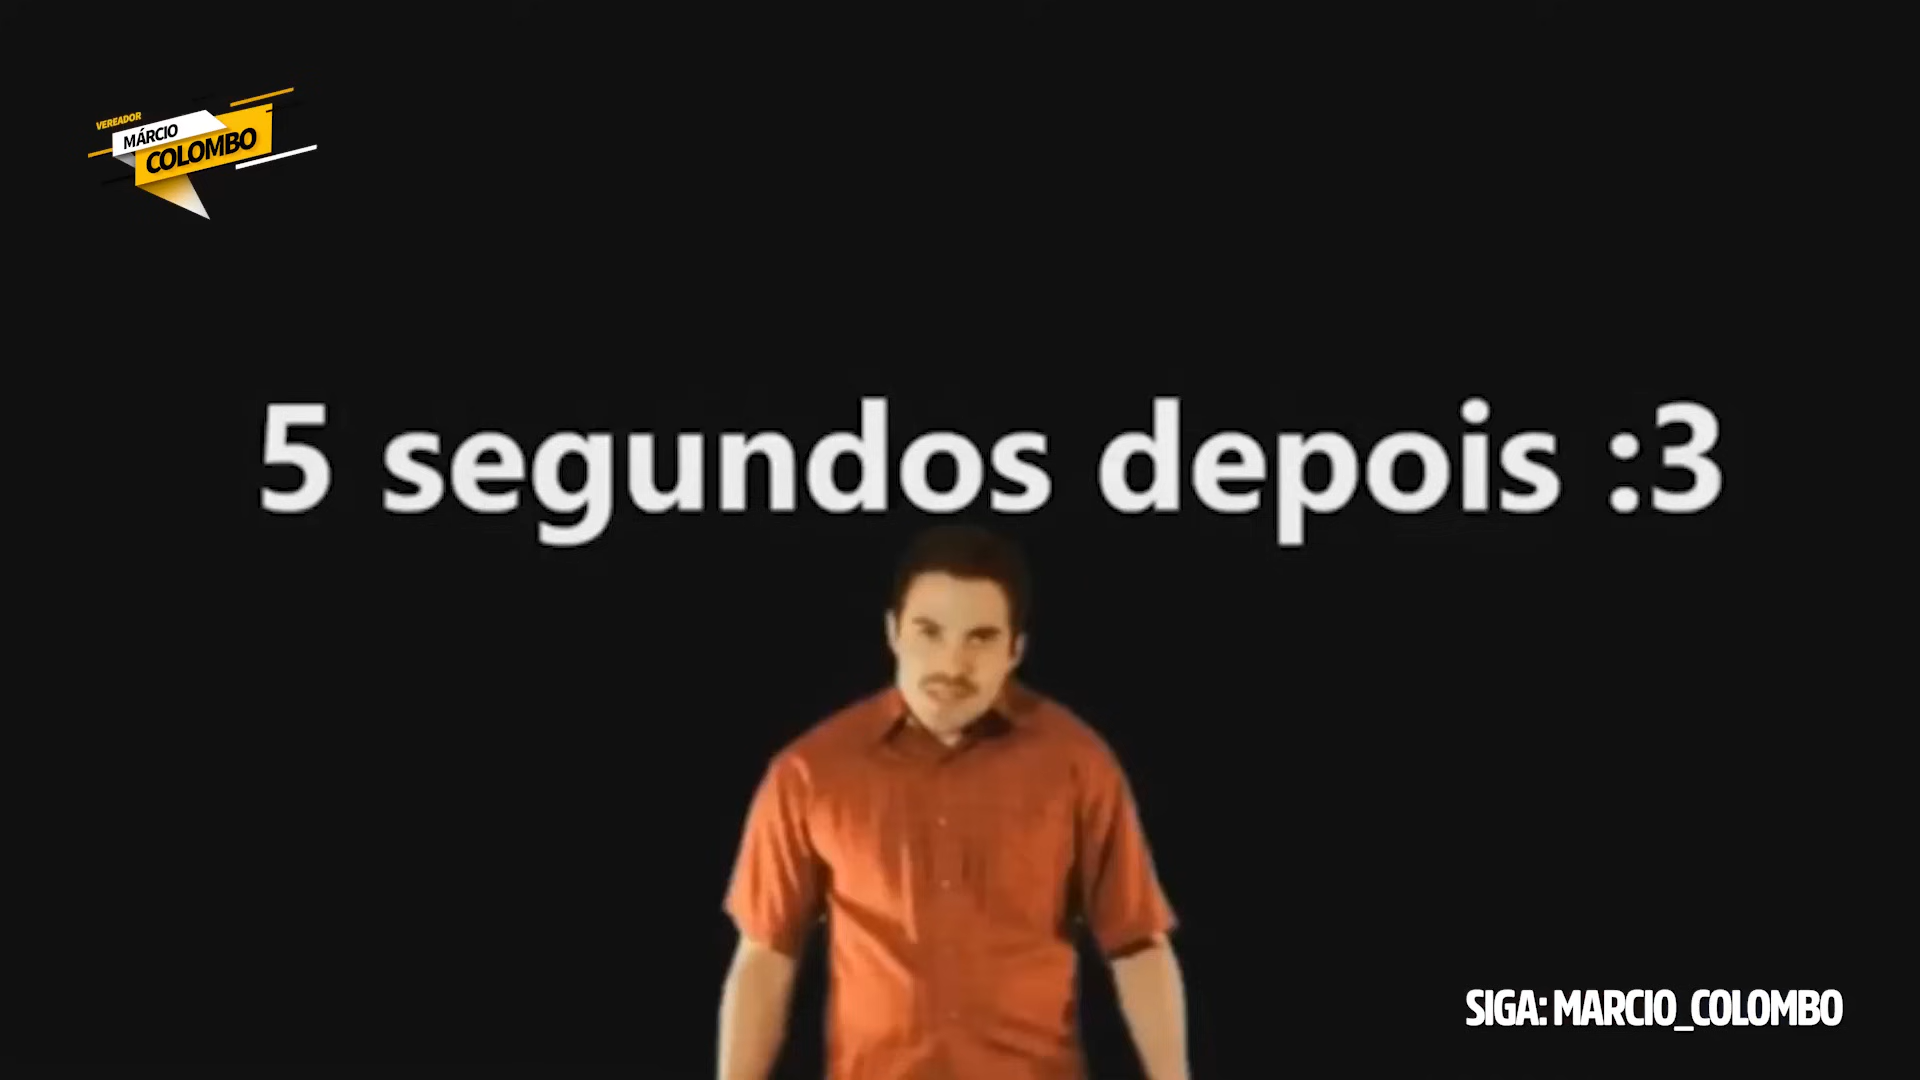 VEREADOR
MÁRCIO
COLOMBO
5 segundos depois :3
SIGA: MARCIO_COLOMBO